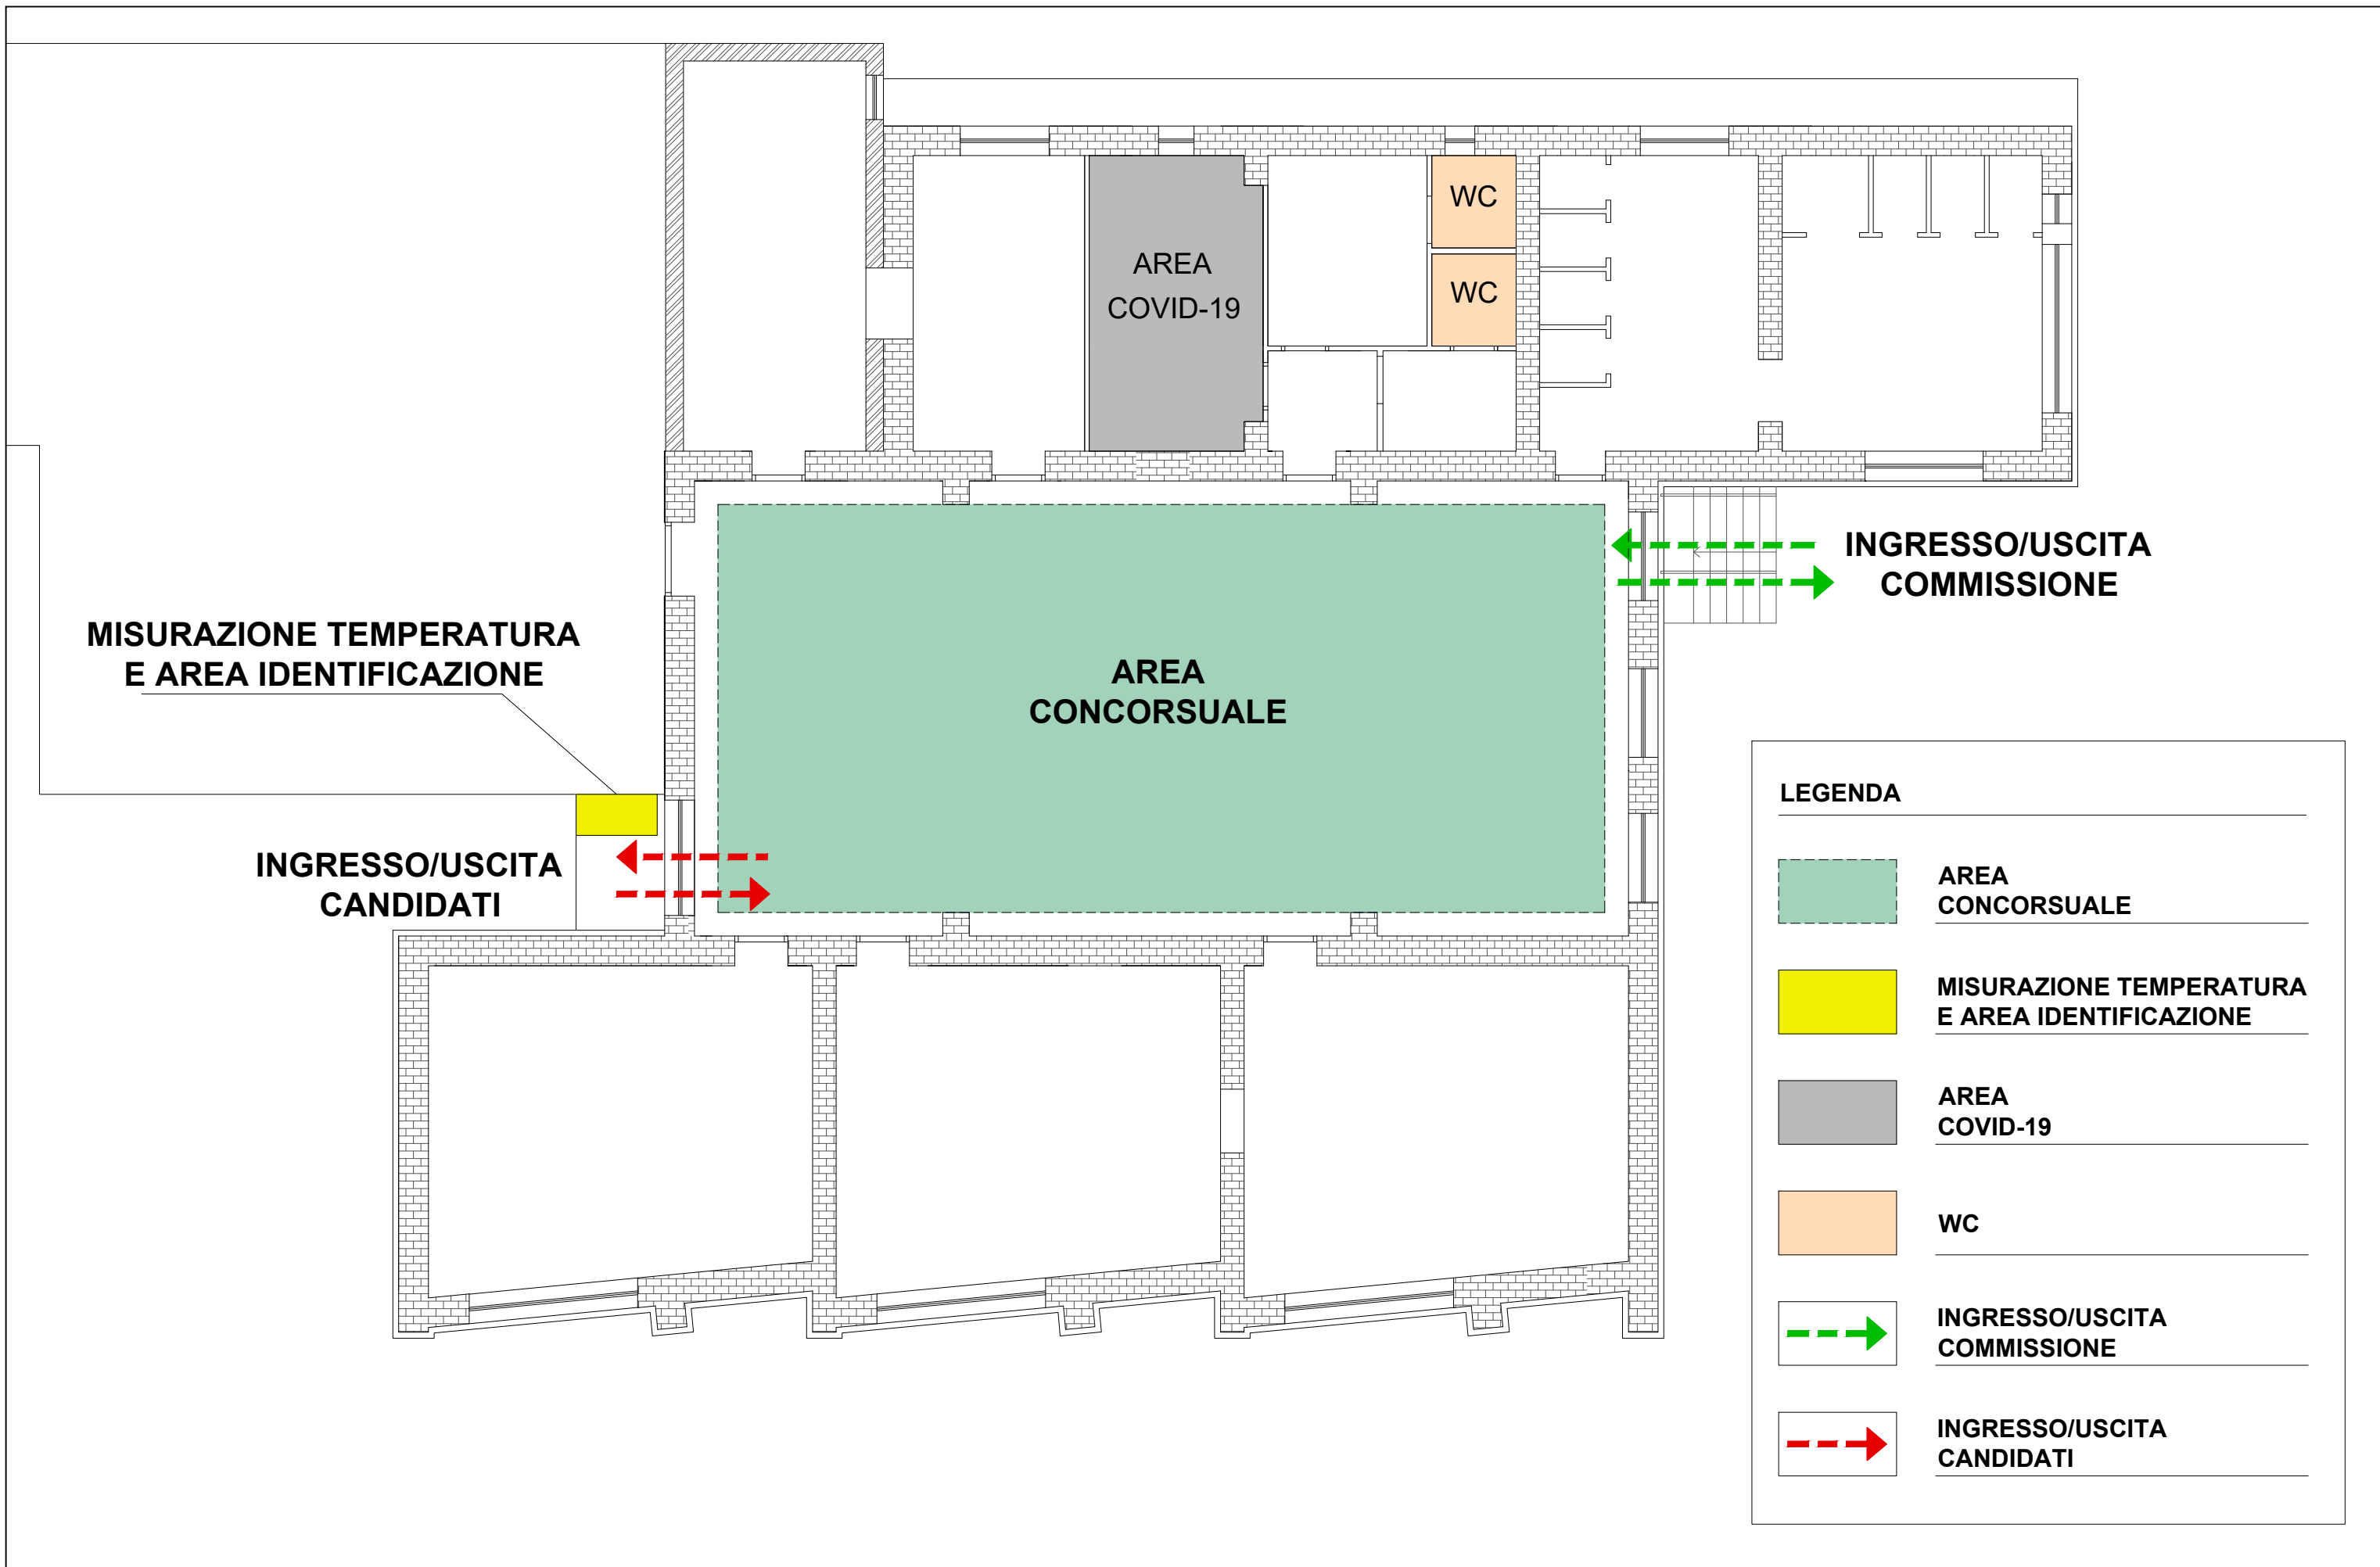 WC
AREA
COVID-19
WC
INGRESSO/USCITA
COMMISSIONE
MISURAZIONE TEMPERATURA
E AREA IDENTIFICAZIONE
AREA
CONCORSUALE
INGRESSO/USCITA
CANDIDATI
LEGENDA
AREA
CONCORSUALE
MISURAZIONE TEMPERATURA
E AREA IDENTIFICAZIONE
AREA
COVID-19
WC
INGRESSO/USCITA
COMMISSIONE
INGRESSO/USCITA
CANDIDATI